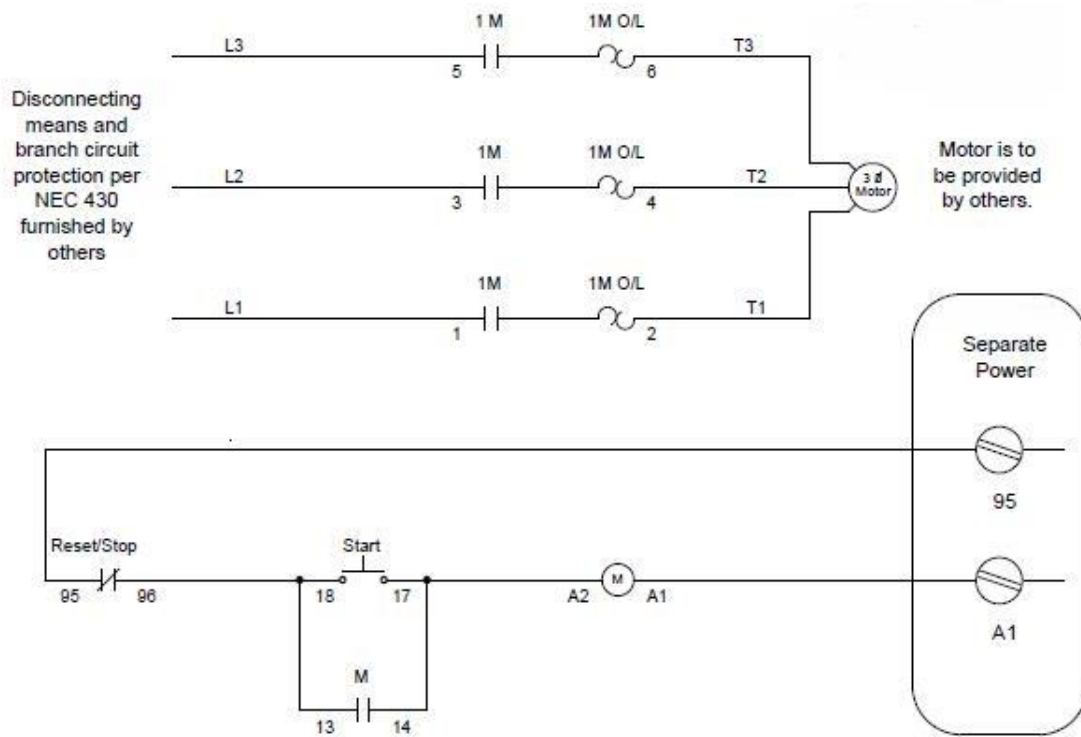 1 M
1M O/L
L3
T3
5
6
Disconnecting
means and
branch circuit
protection per
NEC 430
furnished by
others
1M
1M O/L
L2
T2
3
4
3 Ø
Motor
Motor is to
be provided
by others.
1M
1M O/L
L1
T1
1
2
Separate
Power
95
Reset/Stop
Start
95
96
18
17
A2
M
A1
A1
M
13
14